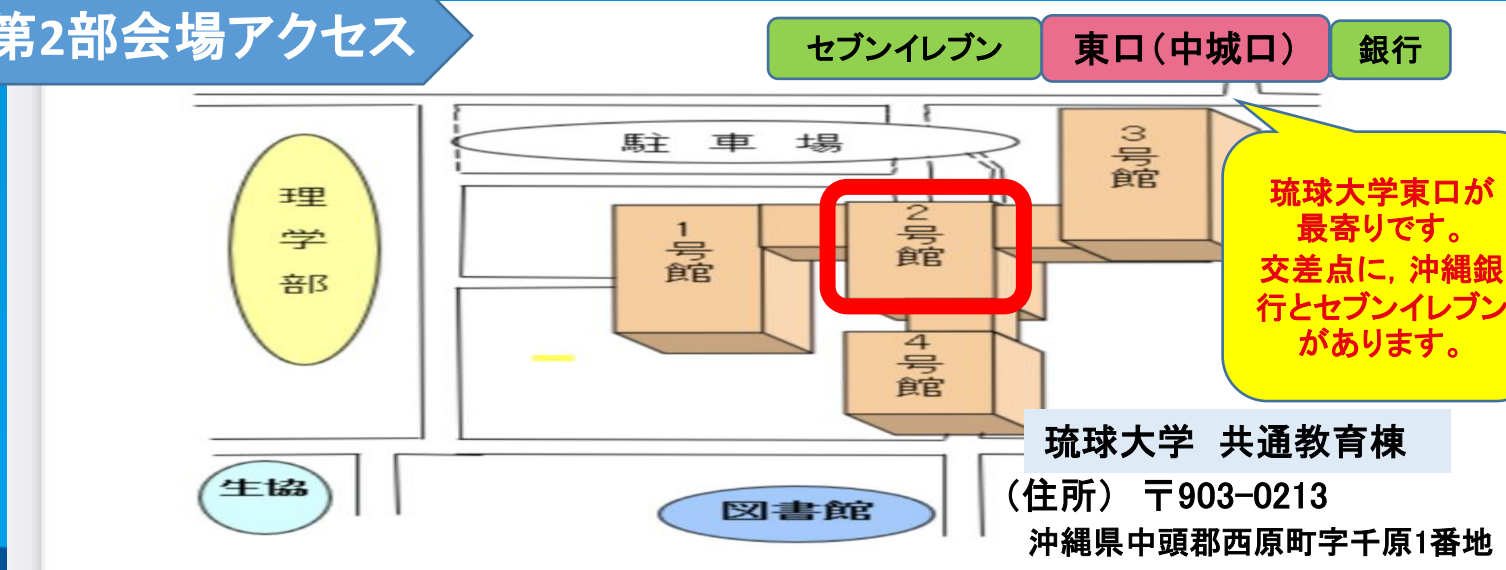 第2部会場アクセス
セブンイレブン
東口(中城口)
銀行
駐車場
3号館
理学部
1号館
2号館
4号館
琉球大学東口が
最寄りです。
交差点に,沖縄銀
行とセブンイレブン
があります。
琉球大学 共通教育棟
(住所) 〒903-0213
沖縄県中頭郡西原町字千原1番地
生協
図書館